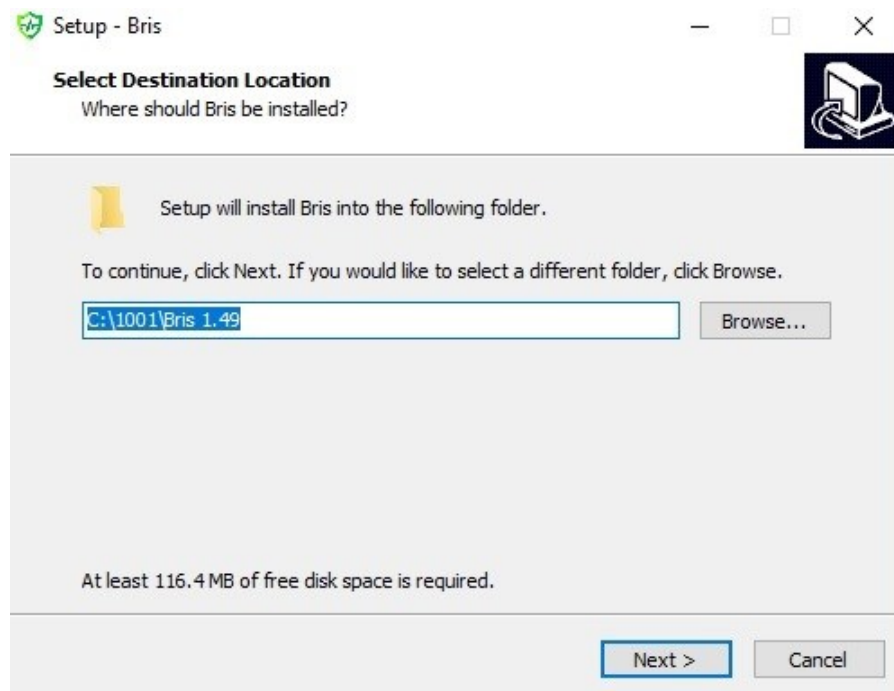 Setup - Bris
Select Destination Location
Where should Bris be installed?
Setup will install Bris into the following folder.
To continue, click Next. If you would like to select a different folder, click Browse.
C:\1001\Bris 1.49
Browse...
At least 116.4 MB of free disk space is required.
Next >
Cancel